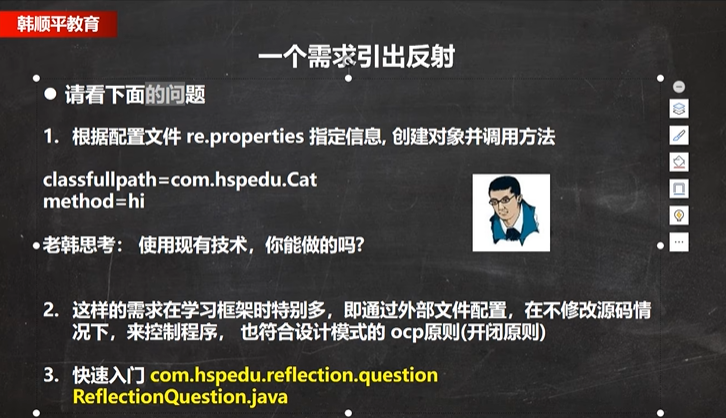 韩顺平教育
一个需求引出反射
● 请看下面的问题
1. 根据配置文件 re.properties 指定信息, 创建对象并调用方法
classfullpath=com.hspedu.Cat
method=hi
老韩思考： 使用现有技术，你能做的吗?
2. 这样的需求在学习框架时特别多，即通过外部文件配置，在不修改源码情
况下，来控制程序， 也符合设计模式的 ocp原则(开闭原则)
3. 快速入门 com.hspedu.reflection.question
ReflectionQuestion.java